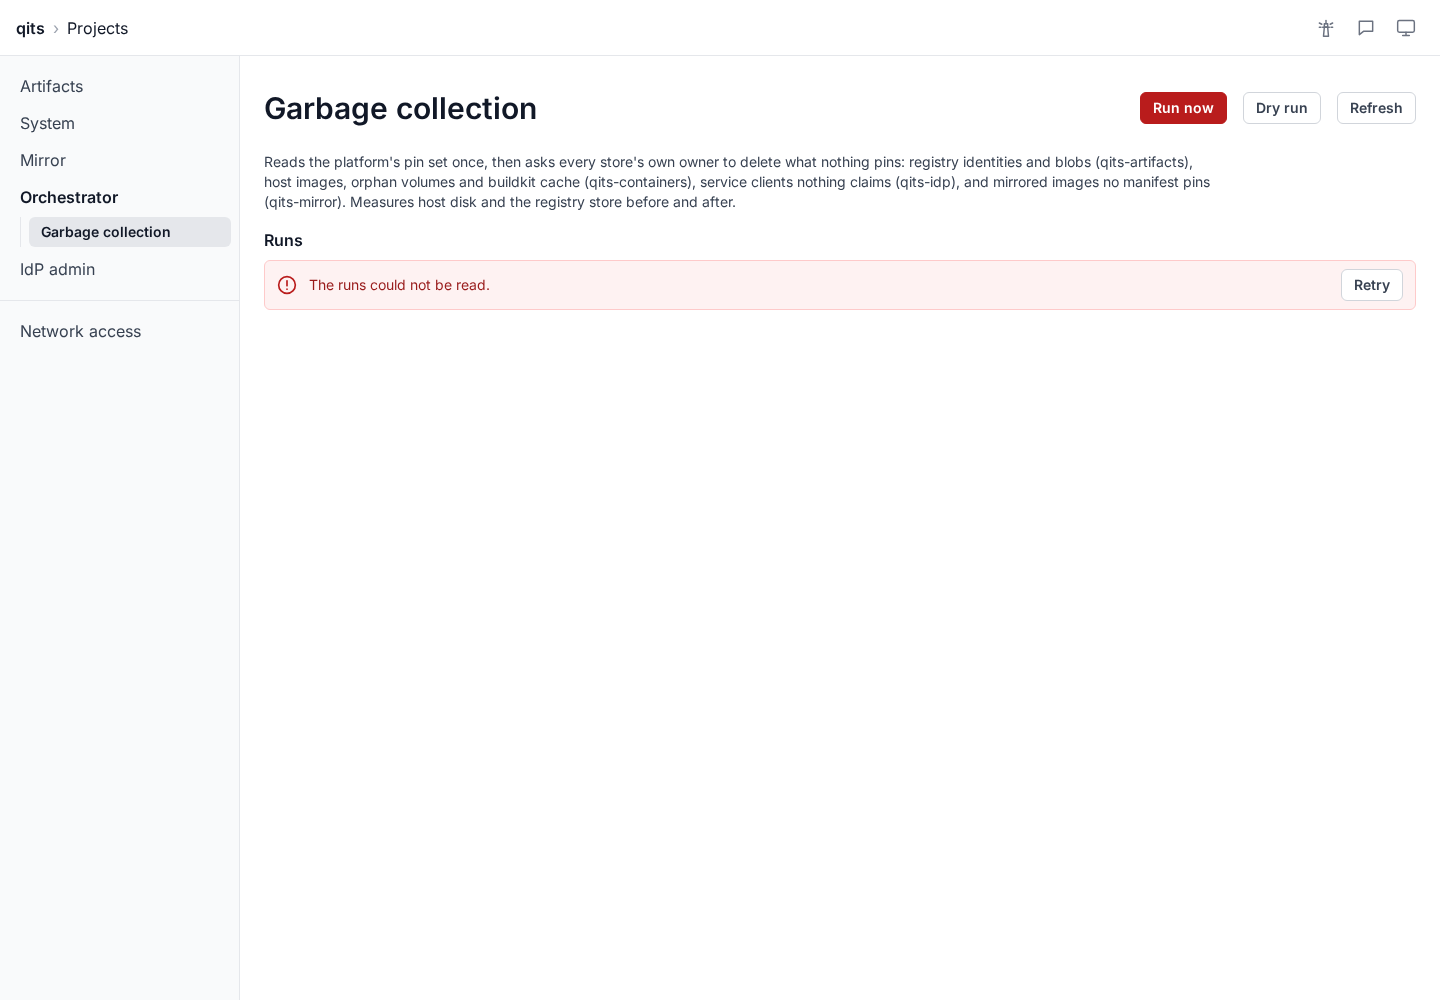 qits › Projects
Artifacts
System
Mirror
Orchestrator
Garbage collection
IdP admin
Network access
Garbage collection
Run now
Dry run
Refresh
Reads the platform's pin set once, then asks every store's own owner to delete what nothing pins: registry identities and blobs (qits-artifacts),
host images, orphan volumes and buildkit cache (qits-containers), service clients nothing claims (qits-idp), and mirrored images no manifest pins
(qits-mirror). Measures host disk and the registry store before and after.
Runs
The runs could not be read.
Retry